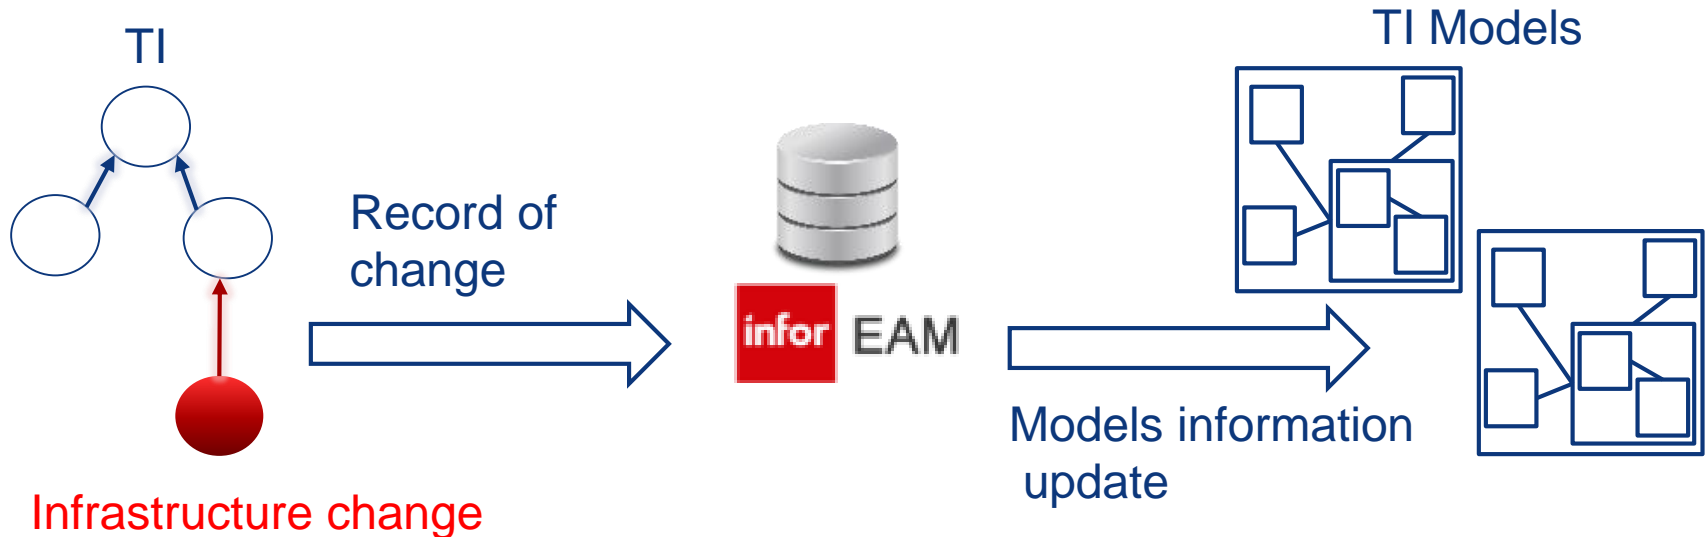 TI
TI Models
Record of
change
infor EAM
Models information
update
Infrastructure change